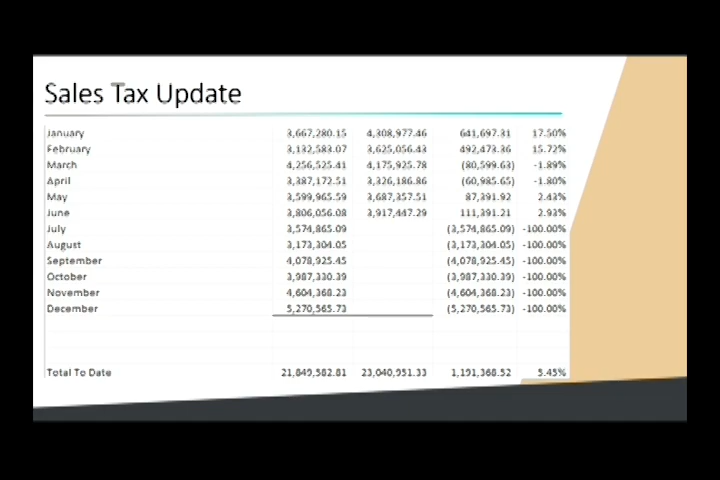 Sales Tax Update
January 3,667,280.15 4,308,977.46 641,697.31 17.50%
February 3,132,583.07 3,625,056.43 492,473.36 15.72%
March 4,256,525.41 4,175,925.78 (80,599.63) -1.89%
April 3,387,172.51 3,326,186.86 (60,985.65) -1.80%
May 3,599,965.59 3,687,357.51 87,391.92 2.43%
June 3,806,056.08 3,917,447.29 111,391.21 2.93%
July 3,574,865.09 (3,574,865.09) -100.00%
August 3,173,304.05 (3,173,304.05) -100.00%
September 4,078,925.45 (4,078,925.45) -100.00%
October 3,987,330.39 (3,987,330.39) -100.00%
November 4,604,368.23 (4,604,368.23) -100.00%
December 5,270,565.73 (5,270,565.73) -100.00%
Total To Date 21,849,582.81 23,040,951.33 1,191,368.52 5.45%